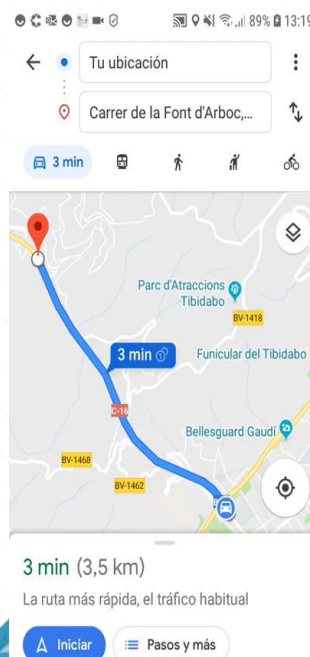 89% 13:19
Tu ubicación
Carrer de la Font d'Arboc,...
3 min
Parc d'Atraccions
Tibidabo
BV-1418
3 min
Funicular del Tibidabo
C-16
Bellesguard Gaudí
BV-1468
BV-1462
3 min (3,5 km)
La ruta más rápida, el tráfico habitual
Iniciar
Pasos y más